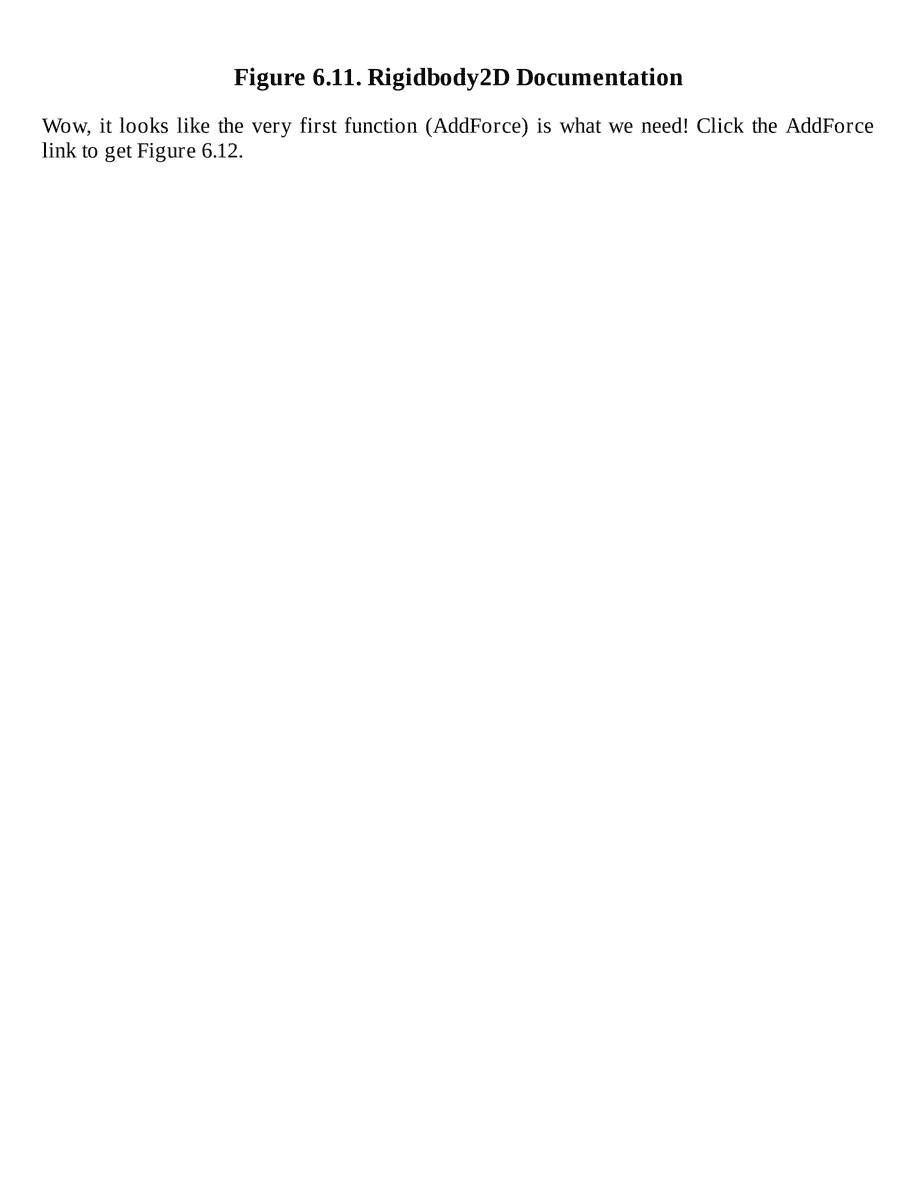 Figure 6.11. Rigidbody2D Documentation
Wow, it looks like the very first function (AddForce) is what we need! Click the AddForce
link to get Figure 6.12.